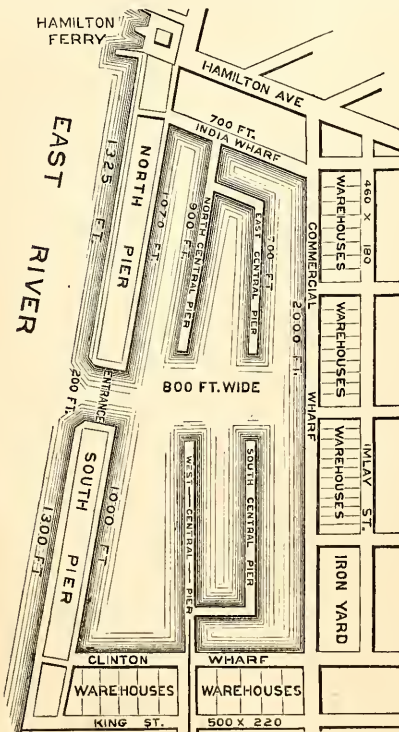 HAMILTON
FERRY
HAMILTON AVE
700 FT.
INDIA WHARF
EAST RIVER
1325 FT.
NORTH PIER
1070 FT.
NORTH CENTRAL PIER
900 FT.
EAST CENTRAL PIER
700 FT
COMMERCIAL WHARF
2000 FT.
WAREHOUSES
460 X 180
WAREHOUSES
WAREHOUSES
IMLAY ST.
IRON YARD
ENTRANCE
200 FT.
800 FT. WIDE
SOUTH PIER
1000 FT
1300 FT
WEST CENTRAL PIER
SOUTH CENTRAL PIER
CLINTON WHARF
WAREHOUSES
WAREHOUSES
KING ST. 500 X 220